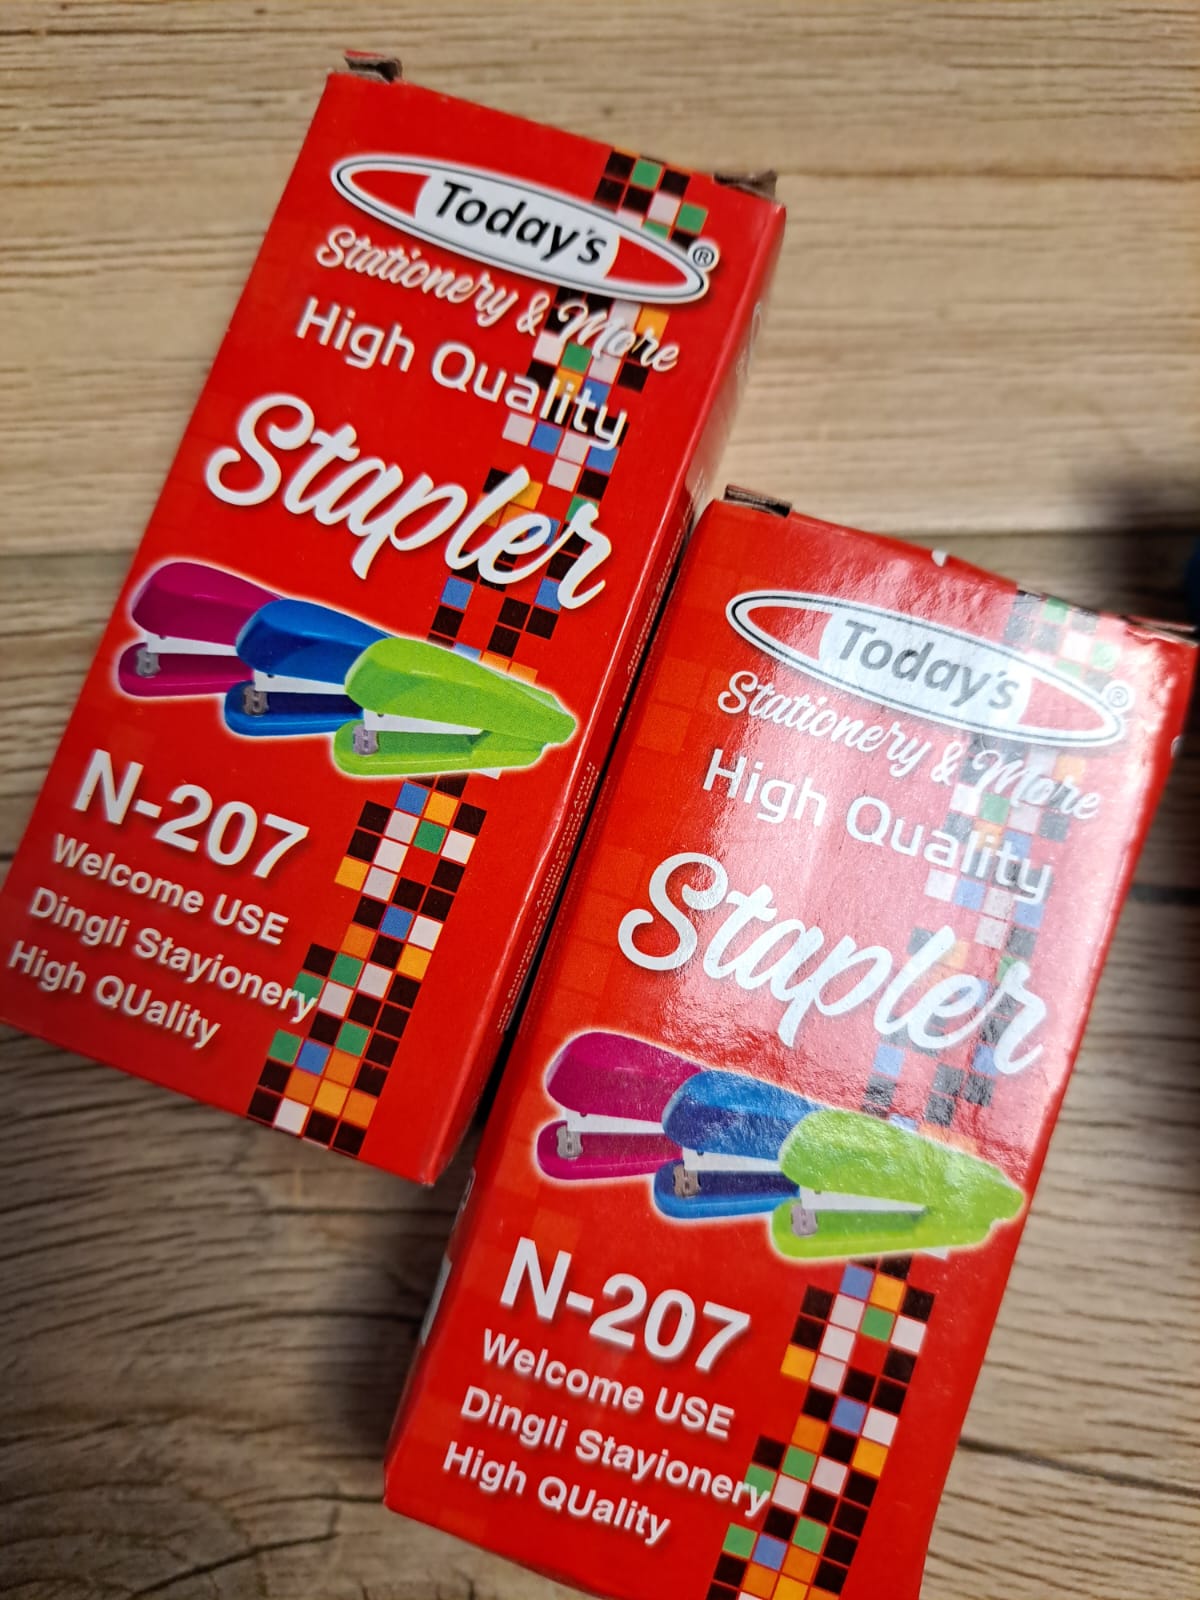 Today's ®
Stationery & More
High Quality
Stapler
N-207
Welcome USE
Dingli Stayionery
High QUality
Today's ®
Stationery & More
High Quality
Stapler
N-207
Welcome USE
Dingli Stayionery
High QUality